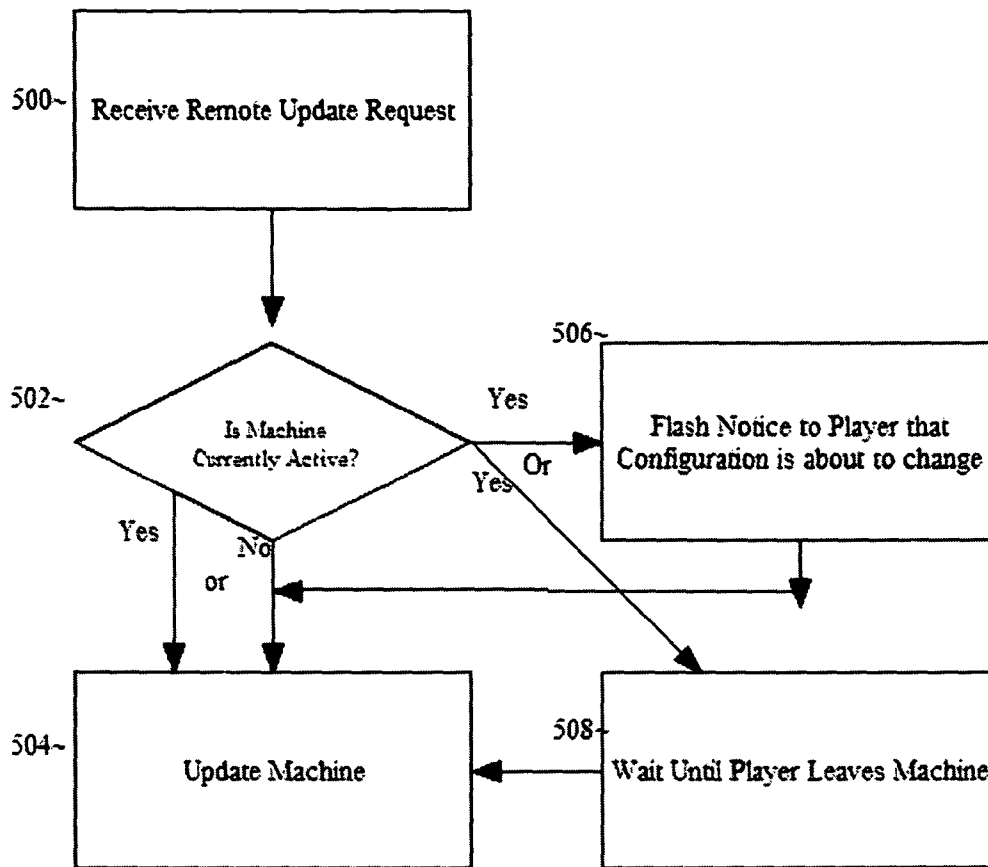 500~
Receive Remote Update Request
506~
502~
Is Machine
Currently Active?
Yes
Or
Yes
Flash Notice to Player that
Configuration is about to change
Yes
No
or
504~
Update Machine
508~
Wait Until Player Leaves Machine